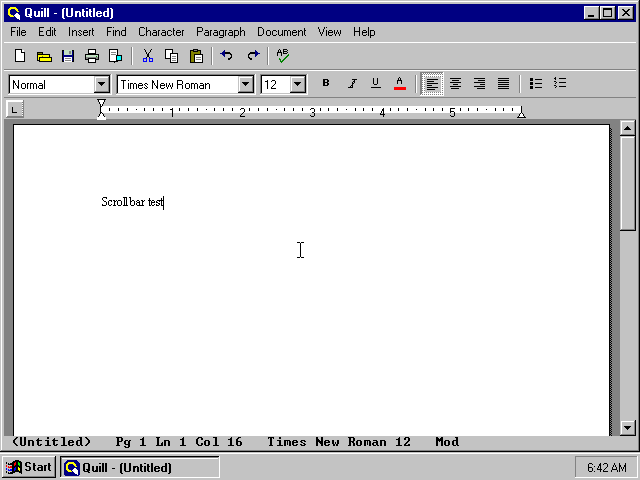 Quill - (Untitled)
File Edit Insert Find Character Paragraph Document View Help
Normal Times New Roman 12 B I U A
L 1 2 3 4 5
Scrollbar test
(Untitled) Pg 1 Ln 1 Col 16 Times New Roman 12 Mod
Start Quill - (Untitled) 6:42 AM